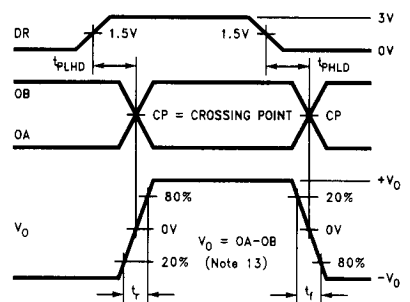 3V
DR
1.5V
1.5V
0V
tPLHD
tPHLD
OB
CP = CROSSING POINT
CP
OA
+VO
80%
20%
VO
0V
VO = OA-OB
0V
20%
(Note 13)
80%
-VO
tr
tf